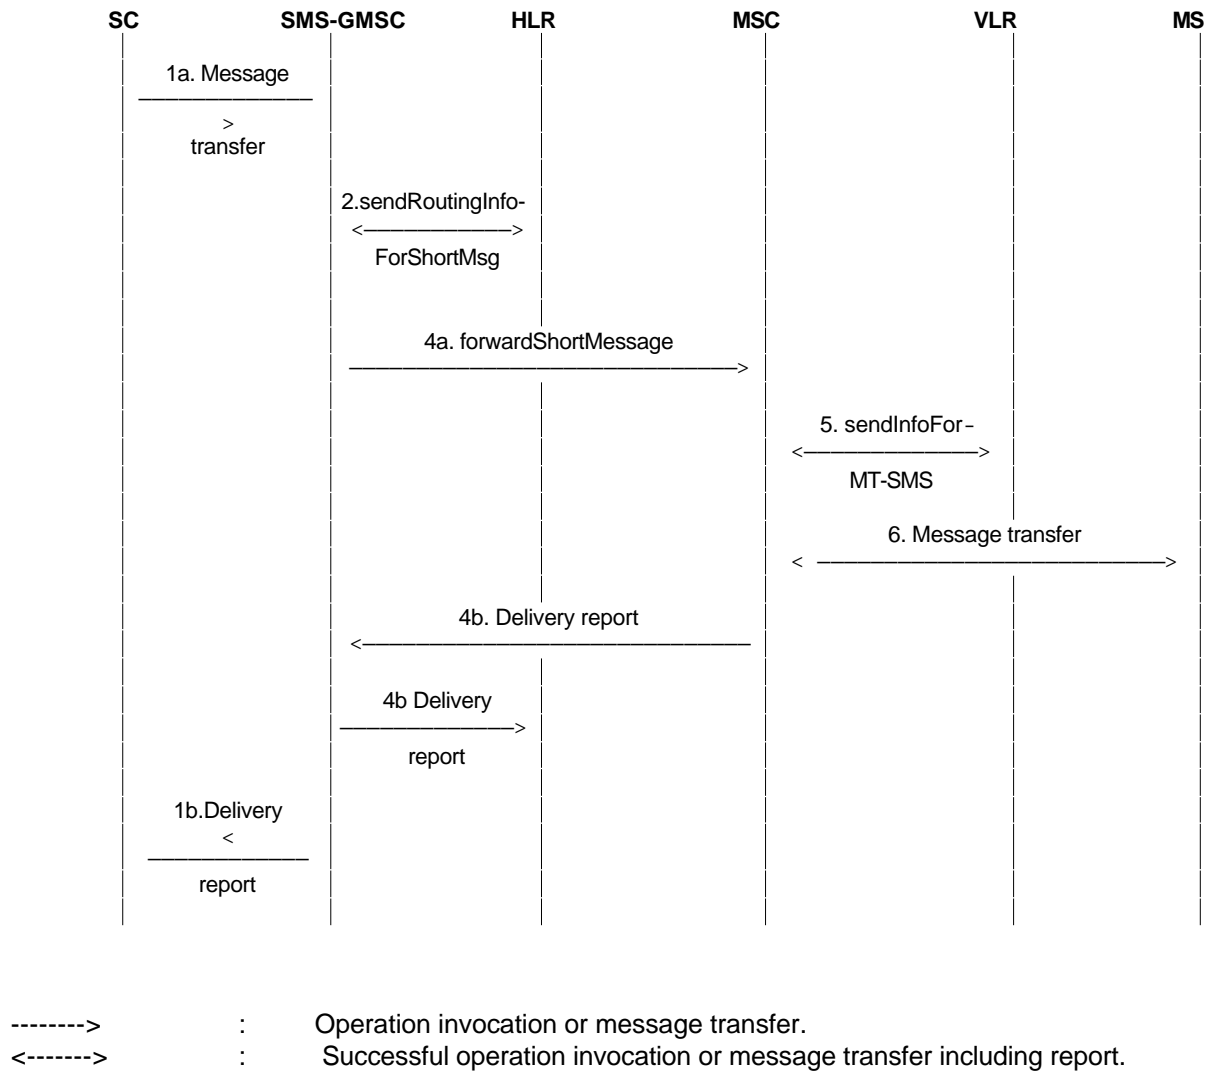 SC SMS-GMSC HLR MSC VLR MS
1a. Message
>
transfer
2.sendRoutingInfo-
<――――――――――――>
ForShortMsg
4a. forwardShortMessage
――――――――――――――――――――――――>
5. sendInfoFor-
<――――――――――――>
MT-SMS
6. Message transfer
< ――――――――――――――――――――――――>
4b. Delivery report
<――――――――――――――――――――――――
4b Delivery
――――――――――――>
report
1b.Delivery
<
report
--------> : Operation invocation or message transfer.
<-------> : Successful operation invocation or message transfer including report.